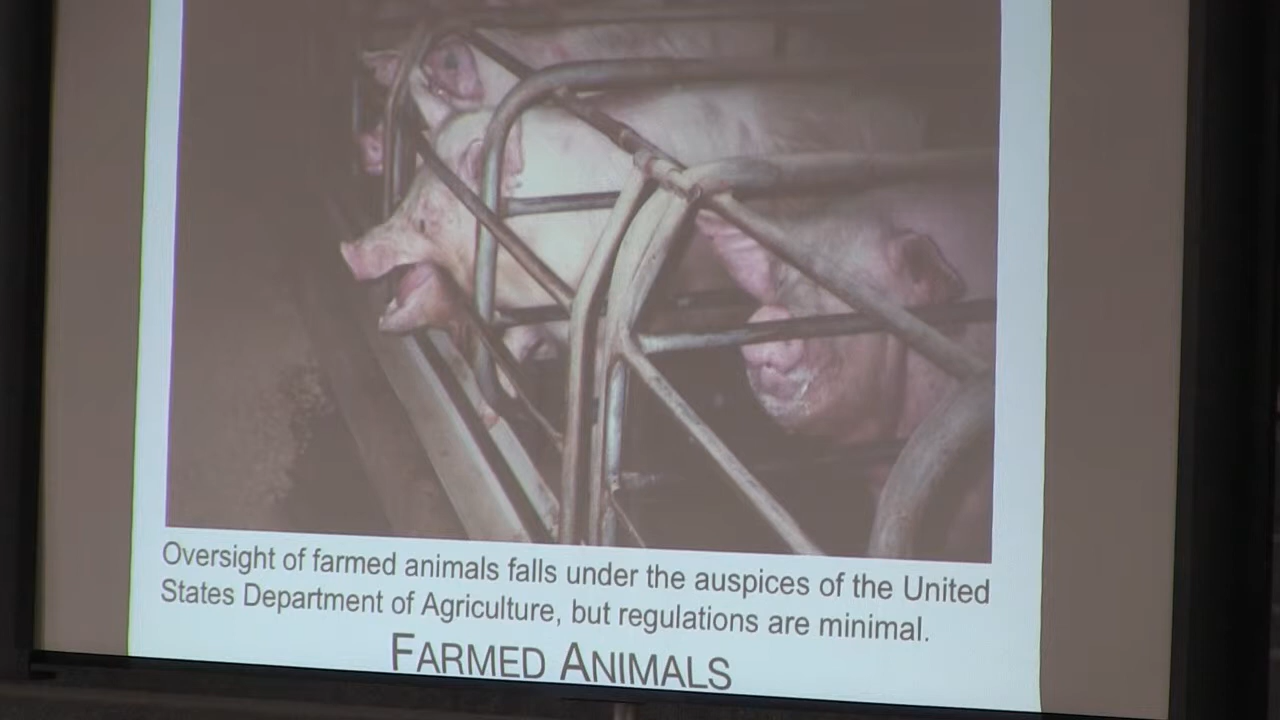 Oversight of farmed animals falls under the auspices of the United
States Department of Agriculture, but regulations are minimal.
FARMED ANIMALS